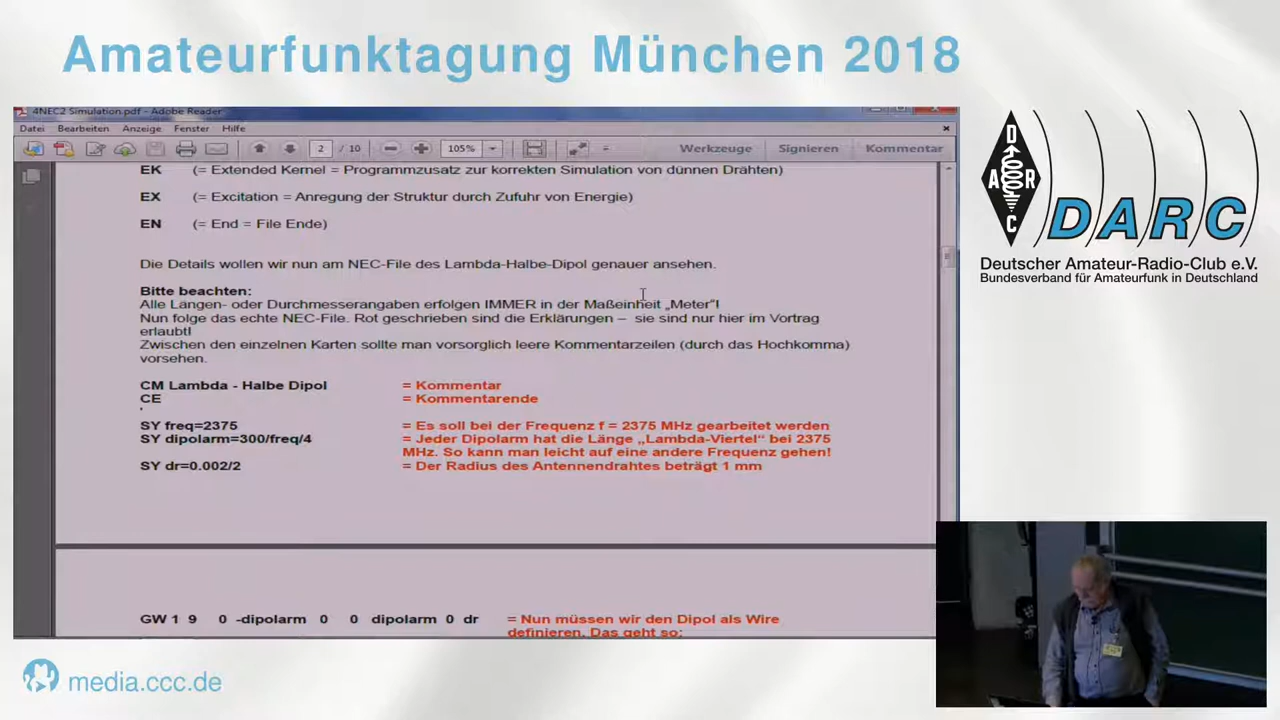 Amateurfunktagung München 2018
4NEC2 Simulation.pdf - Adobe Reader
Datei Bearbeiten Anzeige Fenster Hilfe
2 / 10 105% Werkzeuge Signieren Kommentar
EK (= Extended Kernel = Programmzusatz zur korrekten Simulation von dünnen Drähten)
EX (= Excitation = Anregung der Struktur durch Zufuhr von Energie)
EN (= End = File Ende)
Die Details wollen wir nun am NEC-File des Lambda-Halbe-Dipol genauer ansehen.
Bitte beachten:
Alle Längen- oder Durchmesserangaben erfolgen IMMER in der Maßeinheit „Meter"!
Nun folge das echte NEC-File. Rot geschrieben sind die Erklärungen – sie sind nur hier im Vortrag
erlaubt!
Zwischen den einzelnen Karten sollte man vorsorglich leere Kommentarzeilen (durch das Hochkomma)
vorsehen.
CM Lambda - Halbe Dipol = Kommentar
CE = Kommentarende
'
SY freq=2375 = Es soll bei der Frequenz f = 2375 MHz gearbeitet werden
SY dipolarm=300/freq/4 = Jeder Dipolarm hat die Länge „Lambda-Viertel" bei 2375
MHz. So kann man leicht auf eine andere Frequenz gehen!
SY dr=0.002/2 = Der Radius des Antennendrahtes beträgt 1 mm
GW 1 9 0 -dipolarm 0 0 dipolarm 0 dr = Nun müssen wir den Dipol als Wire
definieren. Das geht so:
D
A R
C
DARC
Deutscher Amateur-Radio-Club e.V.
Bundesverband für Amateurfunk in Deutschland
media.ccc.de